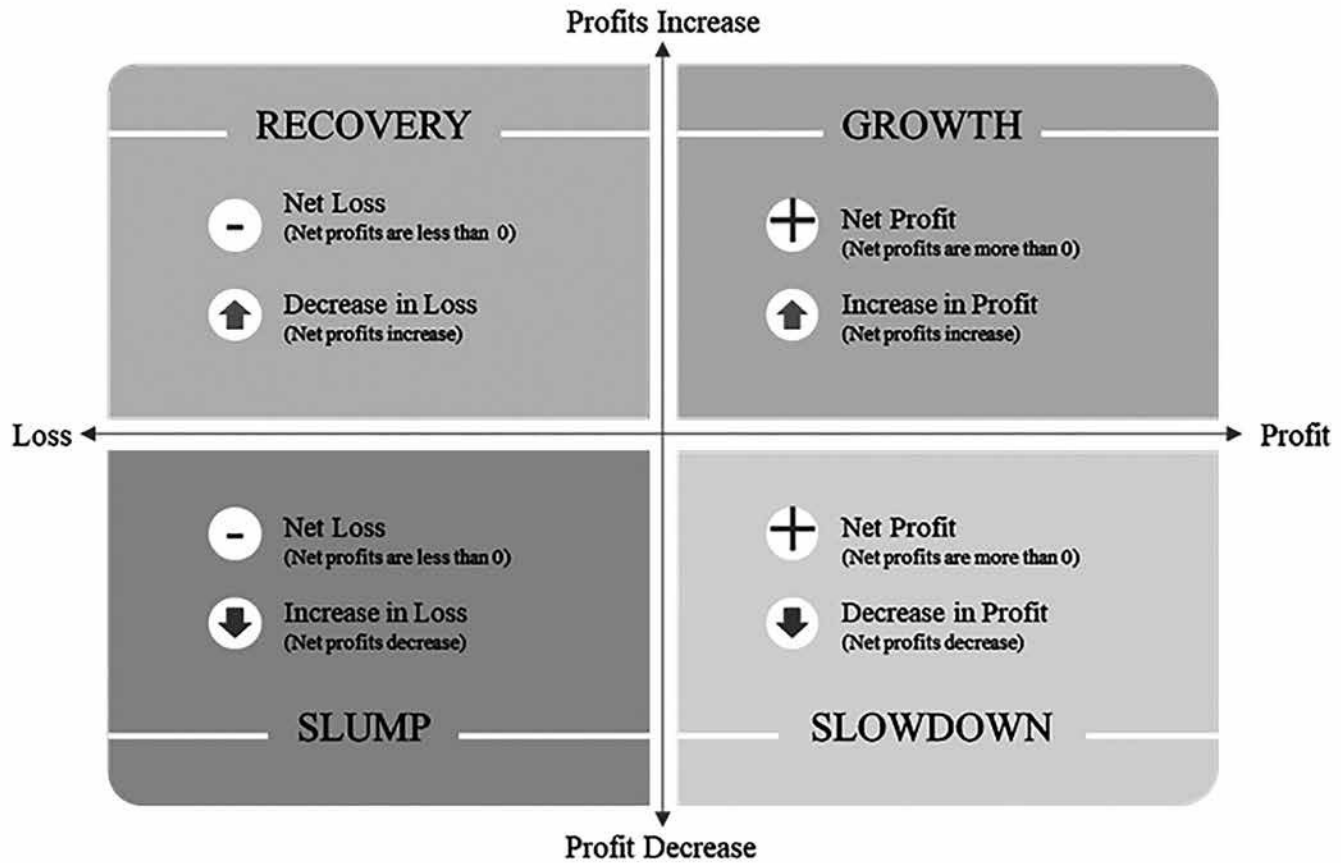 Profits Increase
RECOVERY
-
Net Loss
(Net profits are less than 0)
Decrease in Loss
(Net profits increase)
GROWTH
+
Net Profit
(Net profits are more than 0)
Increase in Profit
(Net profits increase)
Loss
Profit
-
Net Loss
(Net profits are less than 0)
Increase in Loss
(Net profits decrease)
SLUMP
+
Net Profit
(Net profits are more than 0)
Decrease in Profit
(Net profits decrease)
SLOWDOWN
Profit Decrease